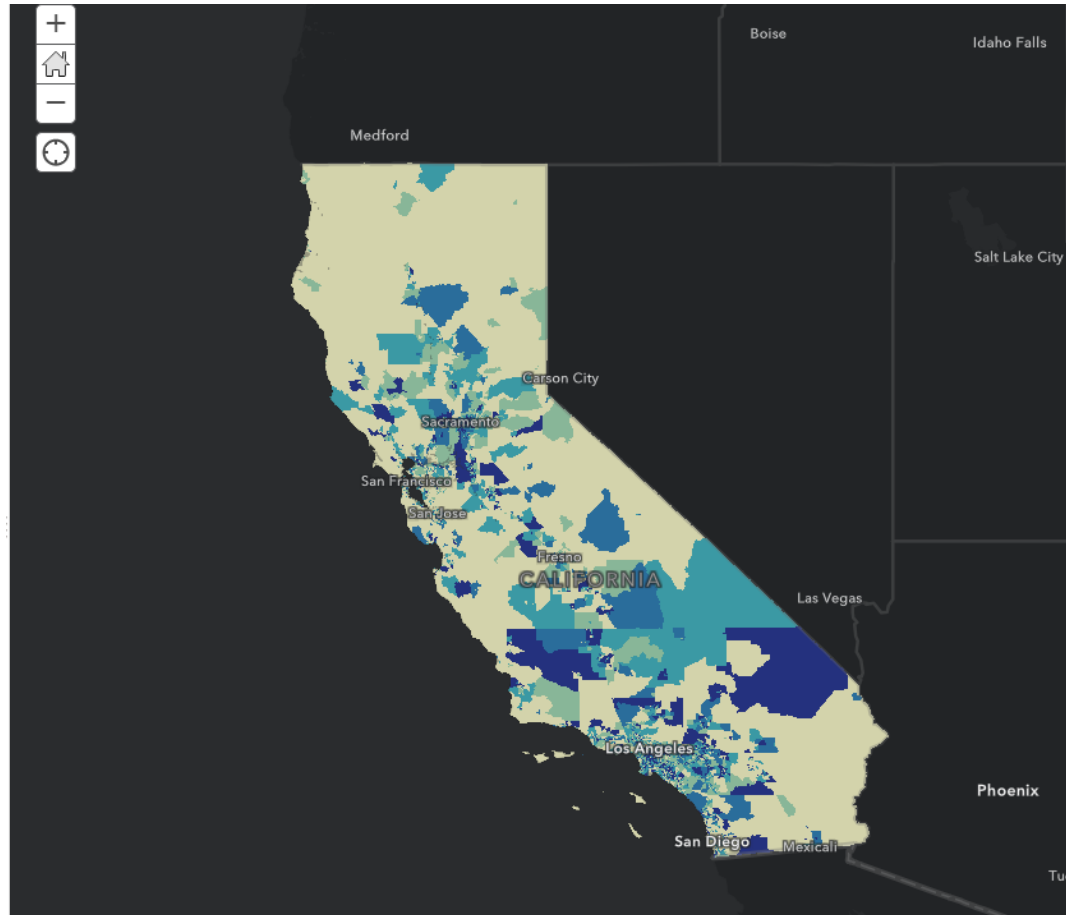 +
−
Boise
Idaho Falls
Medford
Salt Lake City
Carson City
Sacramento
San Francisco
San Jose
Fresno
CALIFORNIA
Las Vegas
Los Angeles
Phoenix
San Diego
Mexicali
Tu